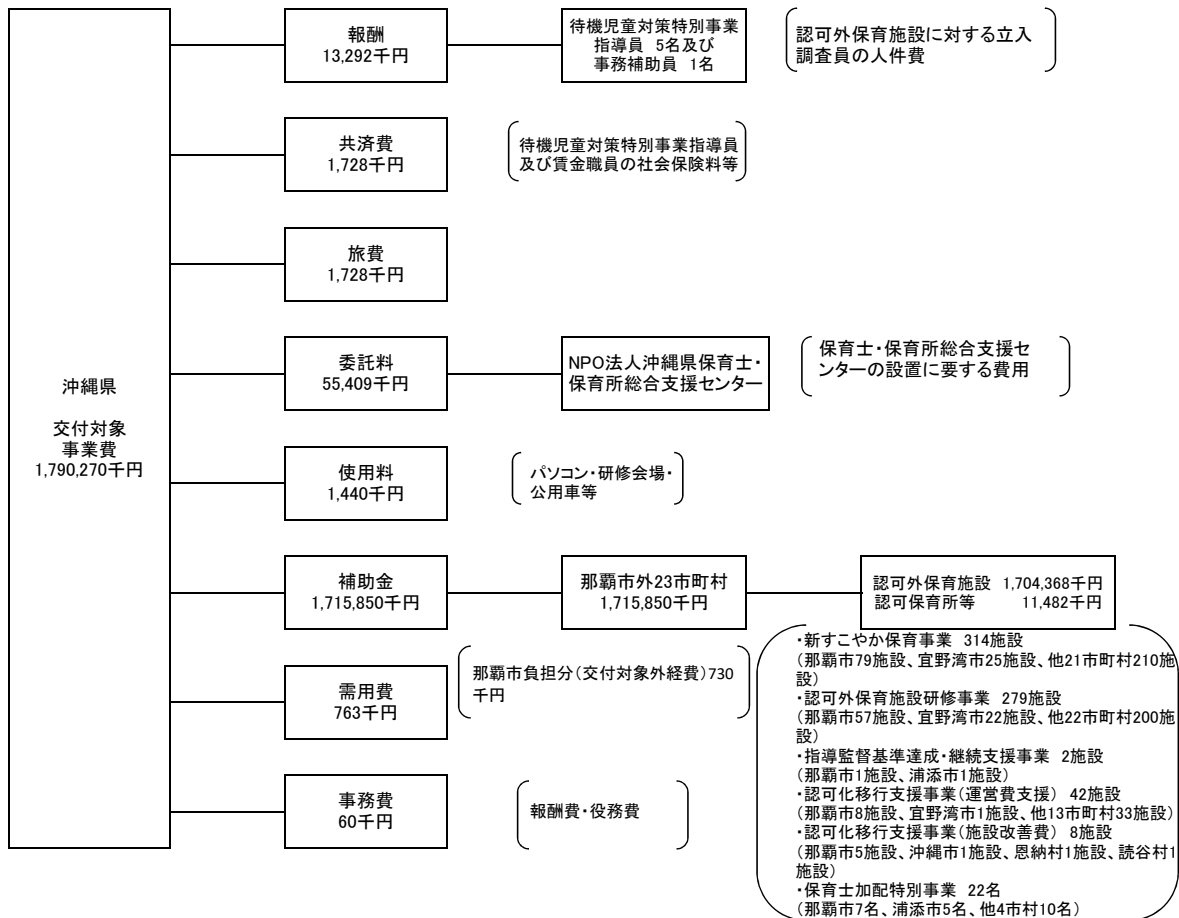 沖縄県
交付対象
事業費
1,790,270千円
報酬
13,292千円
待機児童対策特別事業
指導員 5名及び
事務補助員 1名
認可外保育施設に対する立入
調査員の人件費
共済費
1,728千円
待機児童対策特別事業指導員
及び賃金職員の社会保険料等
旅費
1,728千円
委託料
55,409千円
NPO法人沖縄県保育士・
保育所総合支援センター
保育士・保育所総合支援セ
ンターの設置に要する費用
使用料
1,440千円
パソコン・研修会場・
公用車等
補助金
1,715,850千円
那覇市外23市町村
1,715,850千円
認可外保育施設 1,704,368千円
認可保育所等 11,482千円
需用費
763千円
那覇市負担分(交付対象外経費)730
千円
事務費
60千円
報酬費・役務費
・新すこやか保育事業 314施設
(那覇市79施設、宜野湾市25施設、他21市町村210施
設)
・認可外保育施設研修事業 279施設
(那覇市57施設、宜野湾市22施設、他22市町村200施
設)
・指導監督基準達成・継続支援事業 2施設
(那覇市1施設、浦添市1施設)
・認可化移行支援事業(運営費支援) 42施設
(那覇市8施設、宜野湾市1施設、他13市町村33施設)
・認可化移行支援事業(施設改善費) 8施設
(那覇市5施設、沖縄市1施設、恩納村1施設、読谷村1
施設)
・保育士加配特別事業 22名
(那覇市7名、浦添市5名、他4市村10名)